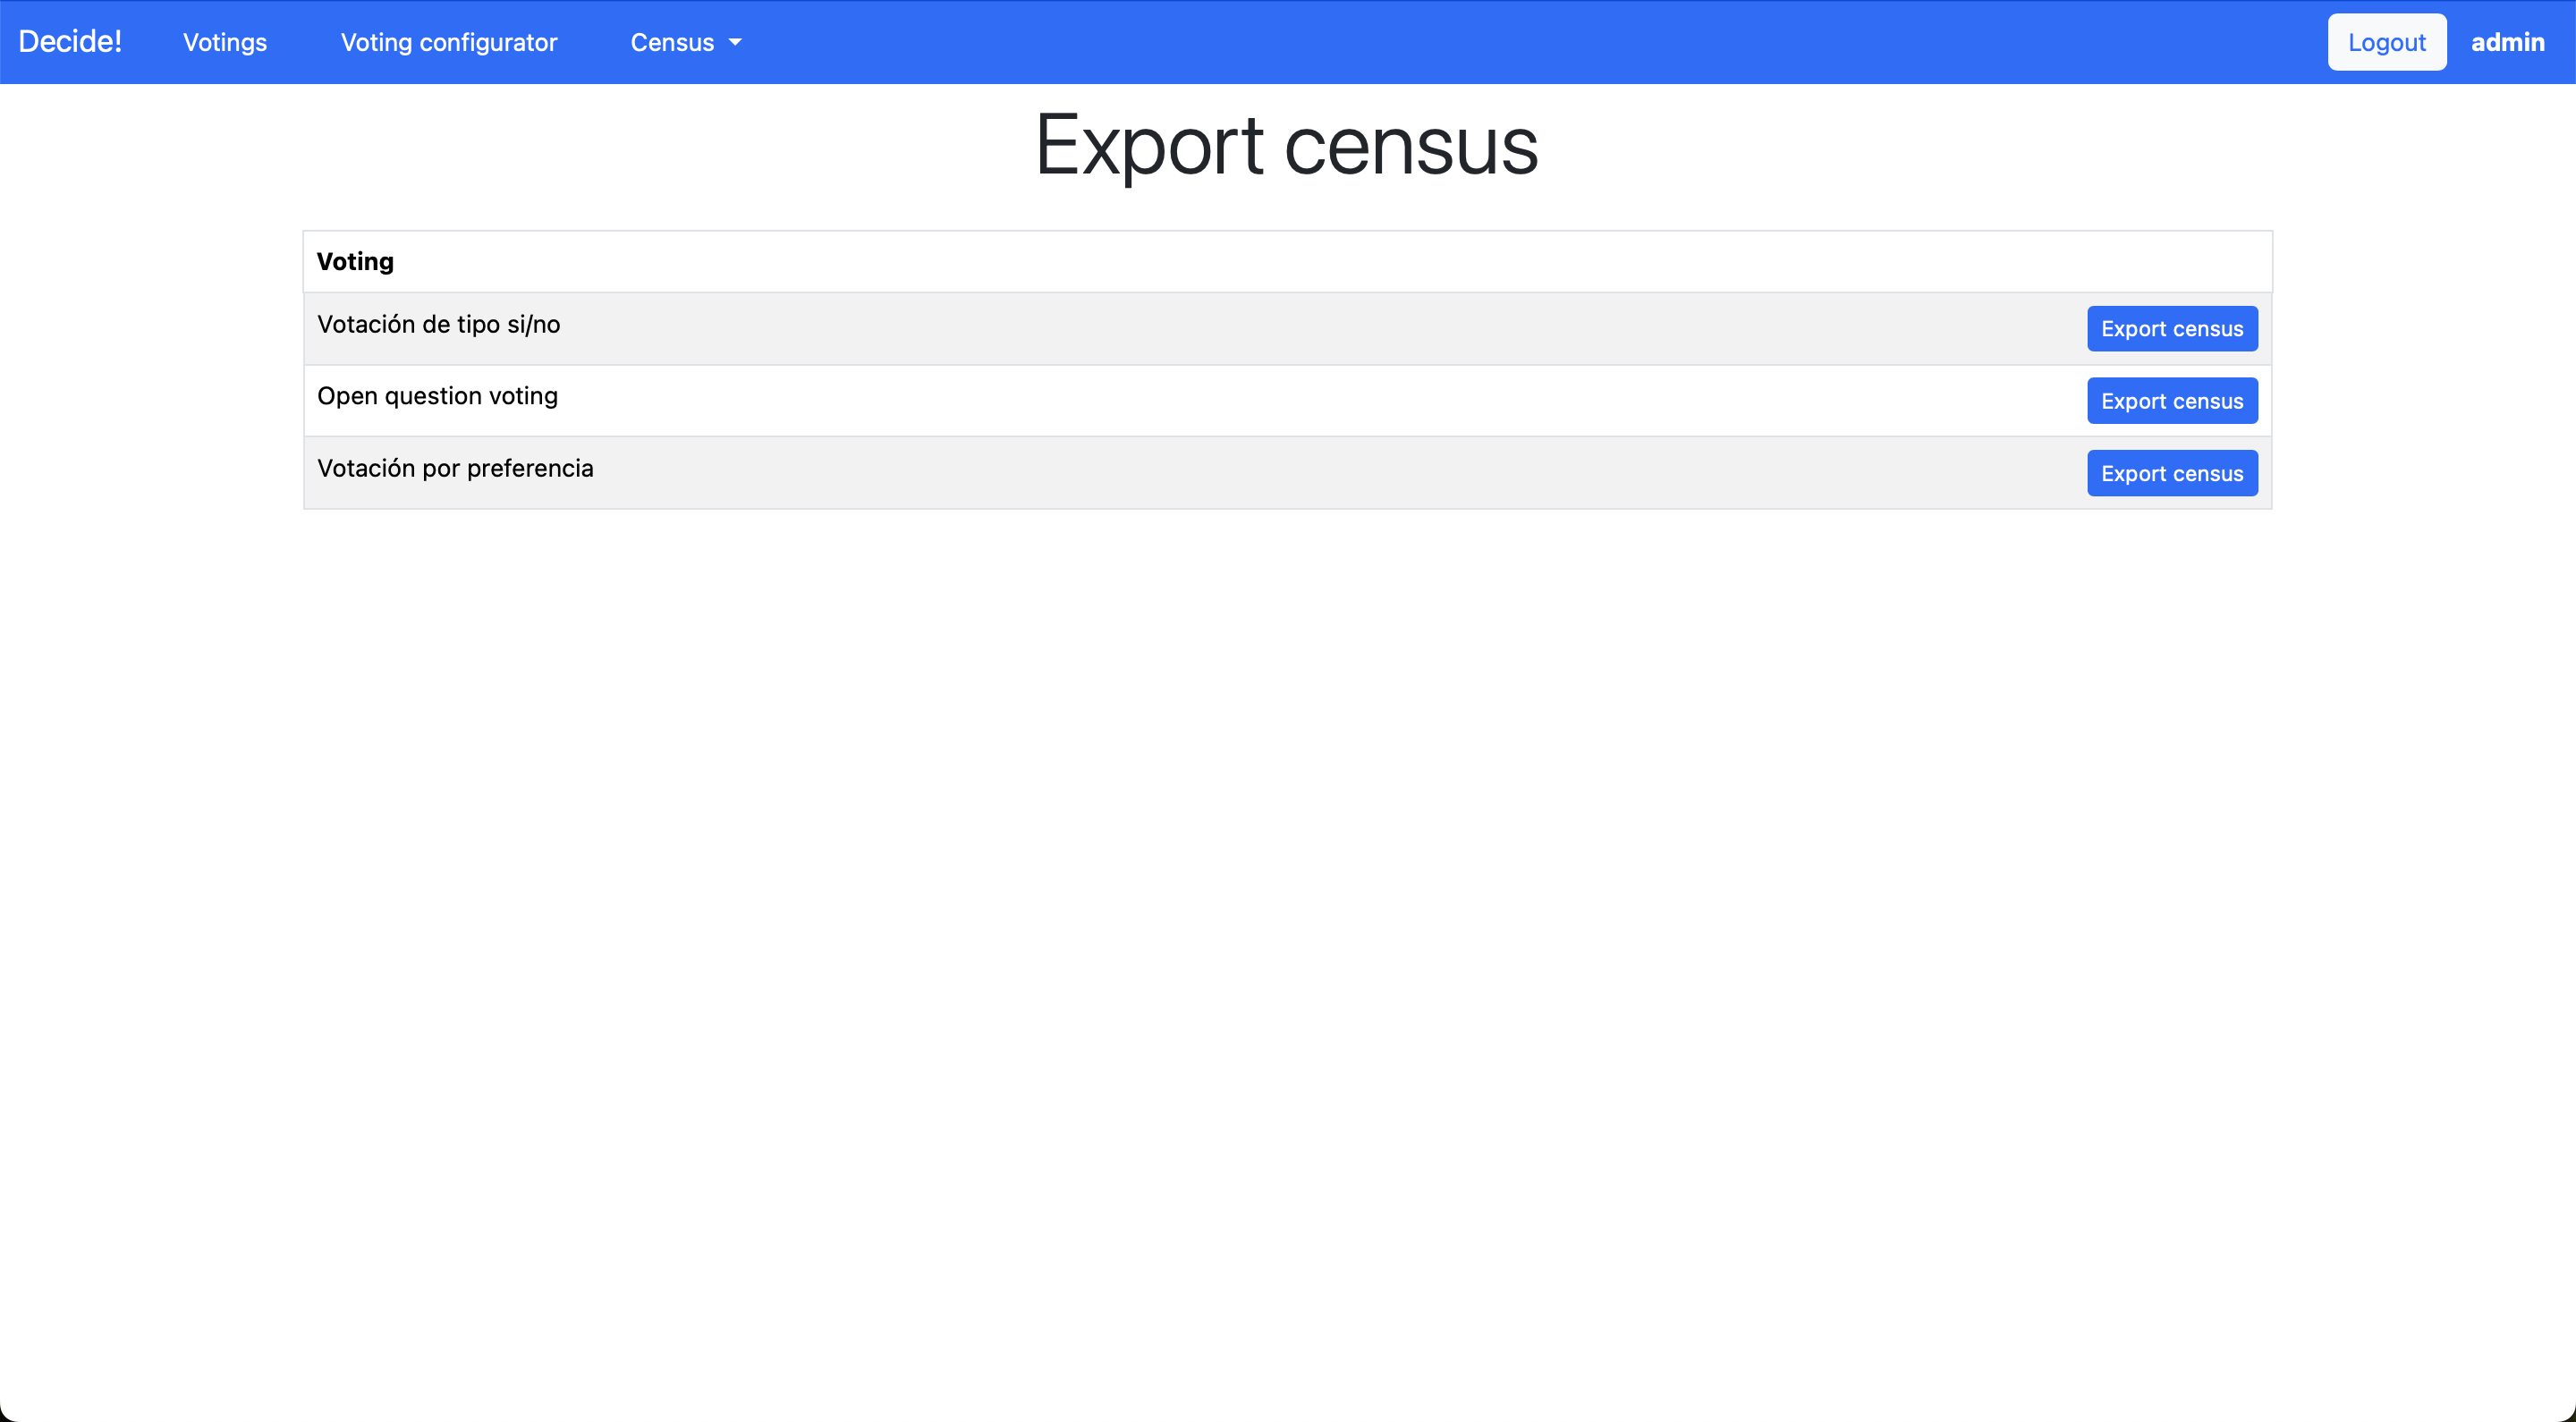 Decide! Votings Voting configurator Census Logout admin
Export census
Voting
Votación de tipo si/no Export census
Open question voting Export census
Votación por preferencia Export census